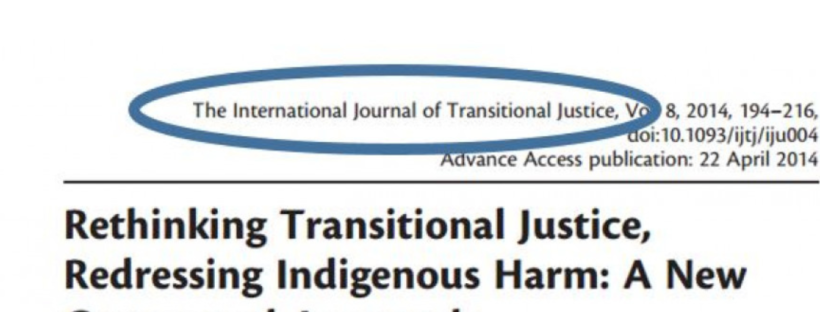 The International Journal of Transitional Justice, Vol. 8, 2014, 194–216,
doi:10.1093/ijtj/iju004
Advance Access publication: 22 April 2014
Rethinking Transitional Justice,
Redressing Indigenous Harm: A New